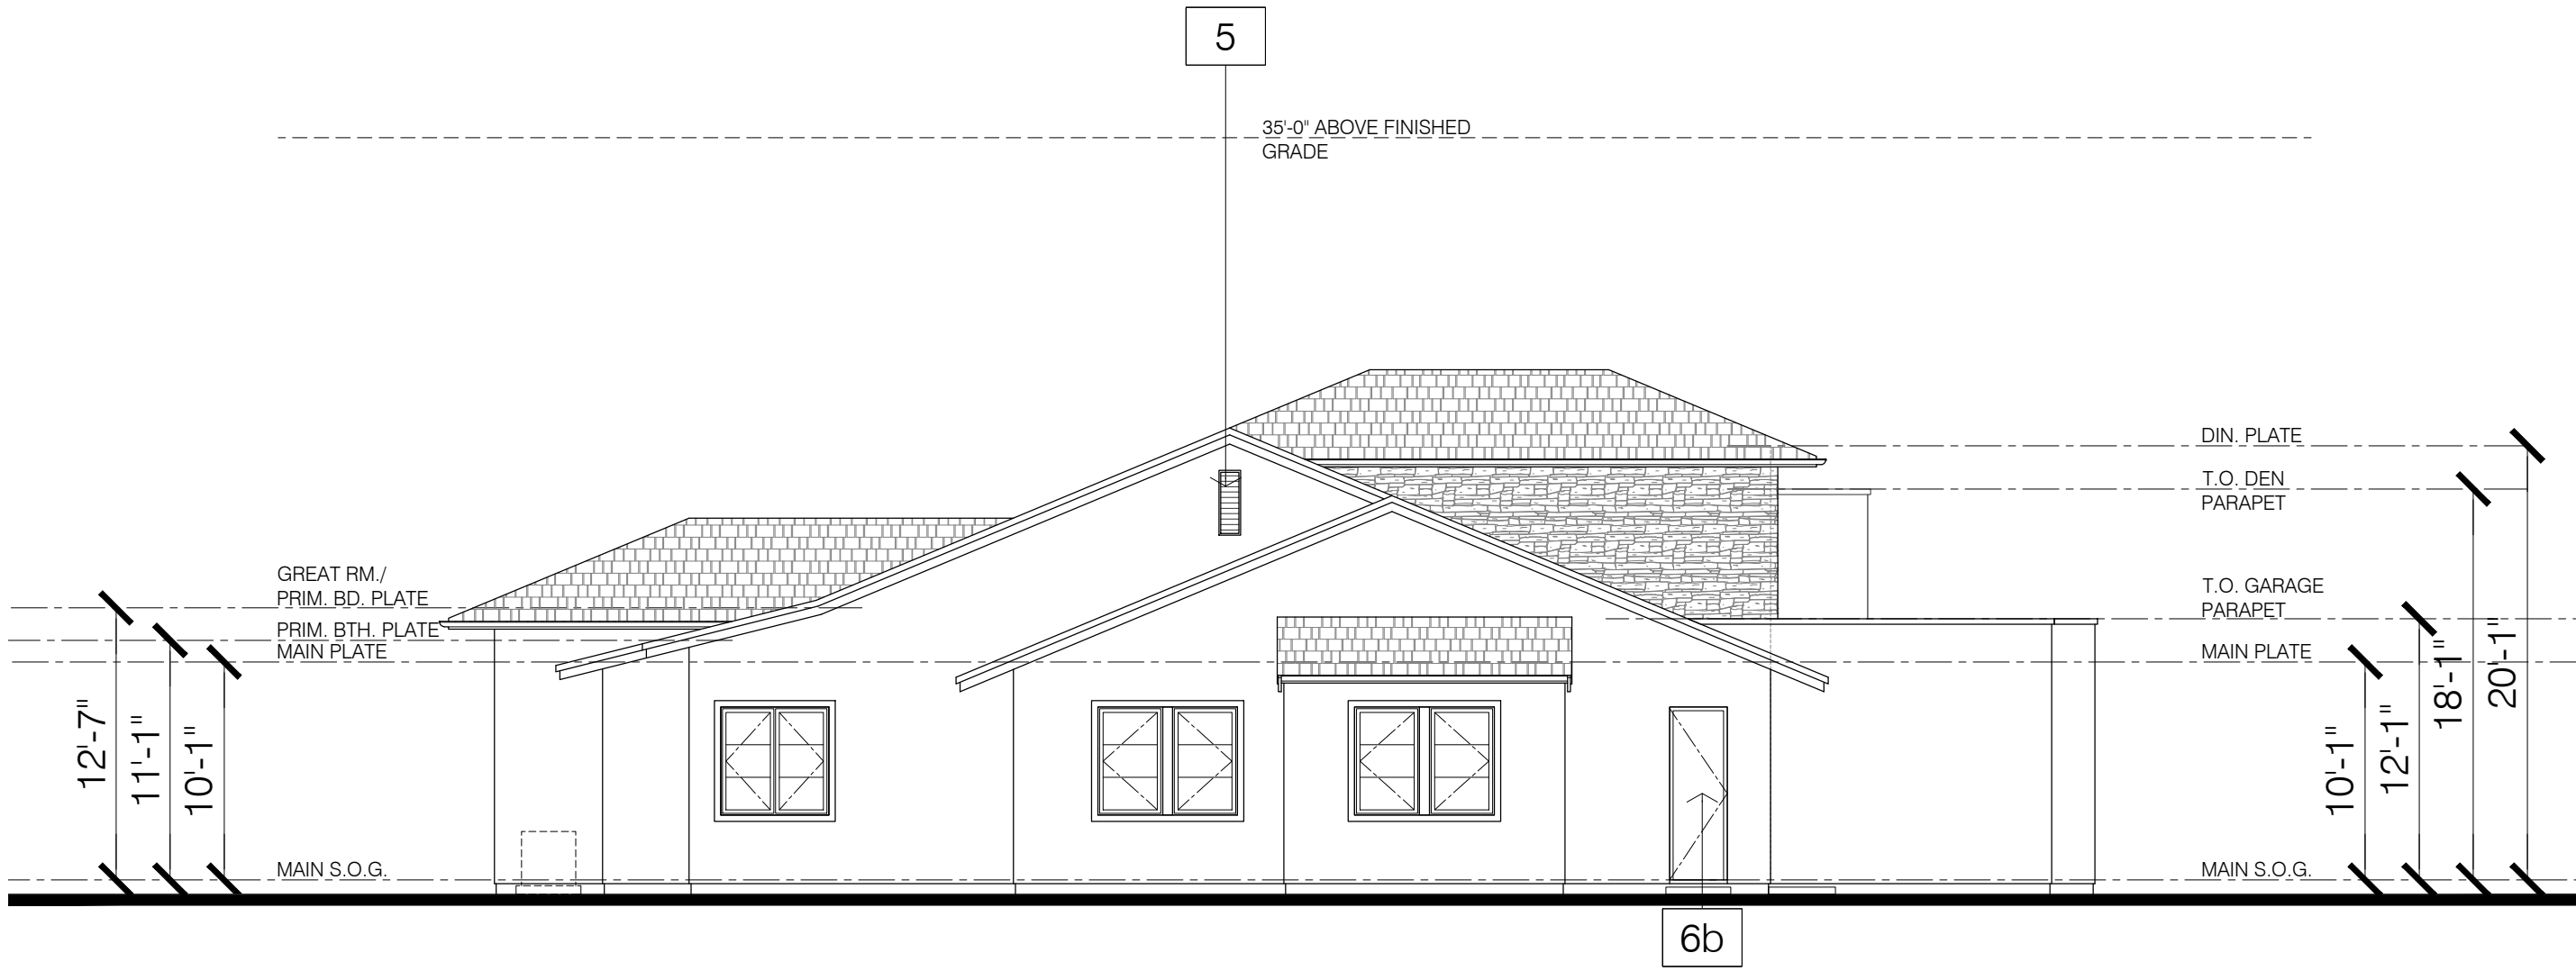 5
35'-0" ABOVE FINISHED
GRADE
DIN. PLATE
T.O. DEN
PARAPET
GREAT RM./
PRIM. BD. PLATE
T.O. GARAGE
PARAPET
PRIM. BTH. PLATE
MAIN PLATE
MAIN PLATE
12'-7"
11'-1"
10'-1"
10'-1"
12'-1"
18'-1"
20'-1"
MAIN S.O.G.
MAIN S.O.G.
6b